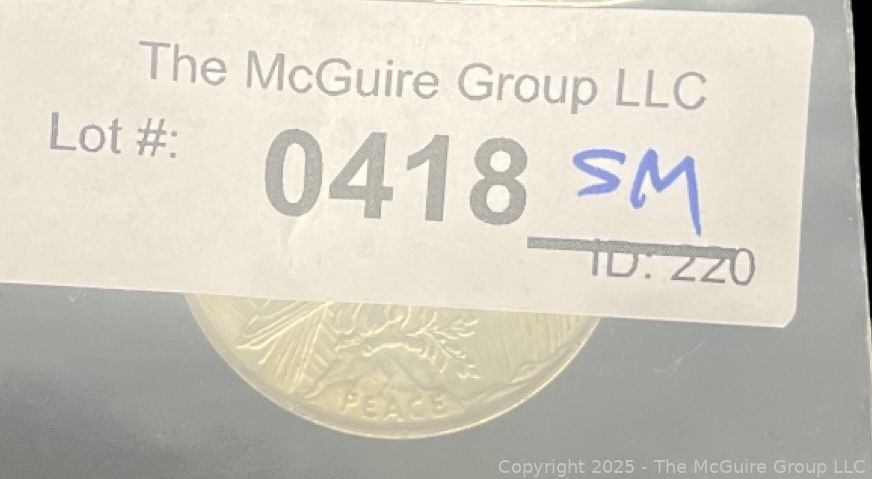 The McGuire Group LLC
Lot #: 0418 SM
ID: 220
PEACE
Copyright 2025 - The McGuire Group LLC